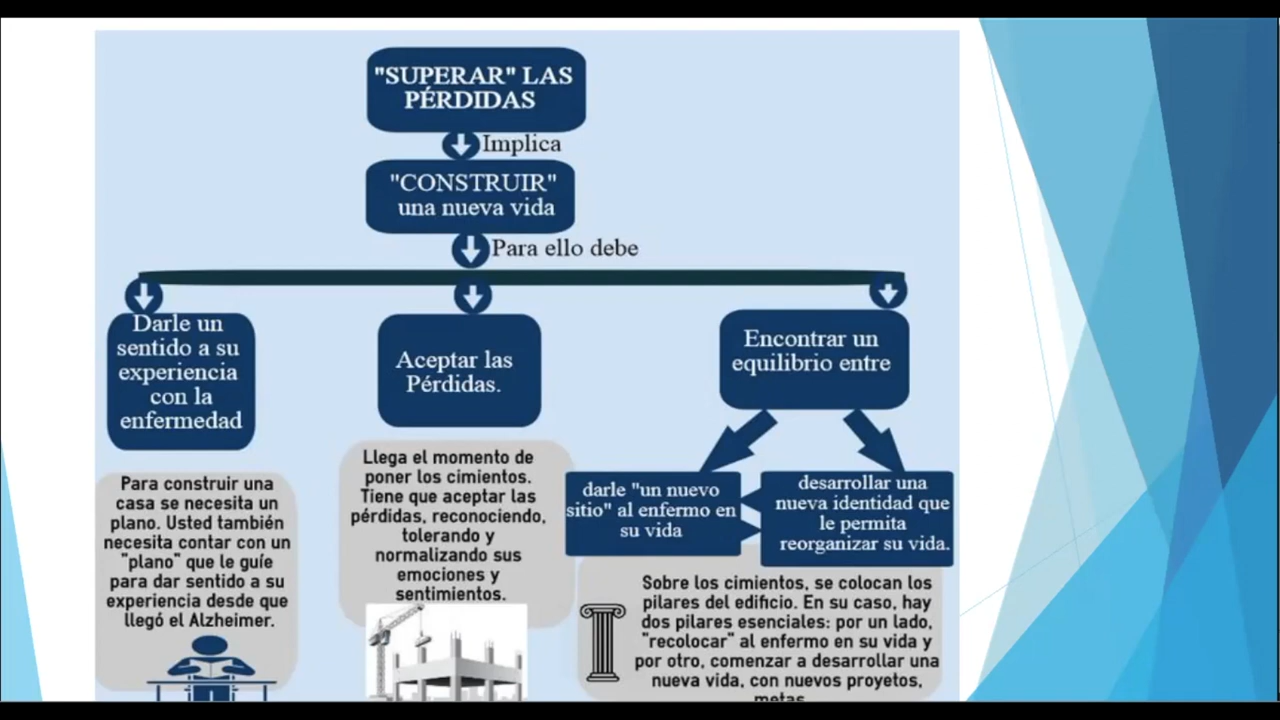 "SUPERAR" LAS
PÉRDIDAS
Implica
"CONSTRUIR"
una nueva vida
Para ello debe
Darle un
sentido a su
experiencia
con la
enfermedad
Aceptar las
Pérdidas.
Encontrar un
equilibrio entre
Para construir una
casa se necesita un
plano. Usted también
necesita contar con un
"plano" que le guíe
para dar sentido a su
experiencia desde que
llegó el Alzheimer.
Llega el momento de
poner los cimientos.
Tiene que aceptar las
pérdidas, reconociendo,
tolerando y
normalizando sus
emociones y
sentimientos.
darle "un nuevo
sitio" al enfermo en
su vida
desarrollar una
nueva identidad que
le permita
reorganizar su vida.
Sobre los cimientos, se colocan los
pilares del edificio. En su caso, hay
dos pilares esenciales: por un lado,
"recolocar" al enfermo en su vida y
por otro, comenzar a desarrollar una
nueva vida, con nuevos proyetos,
metas